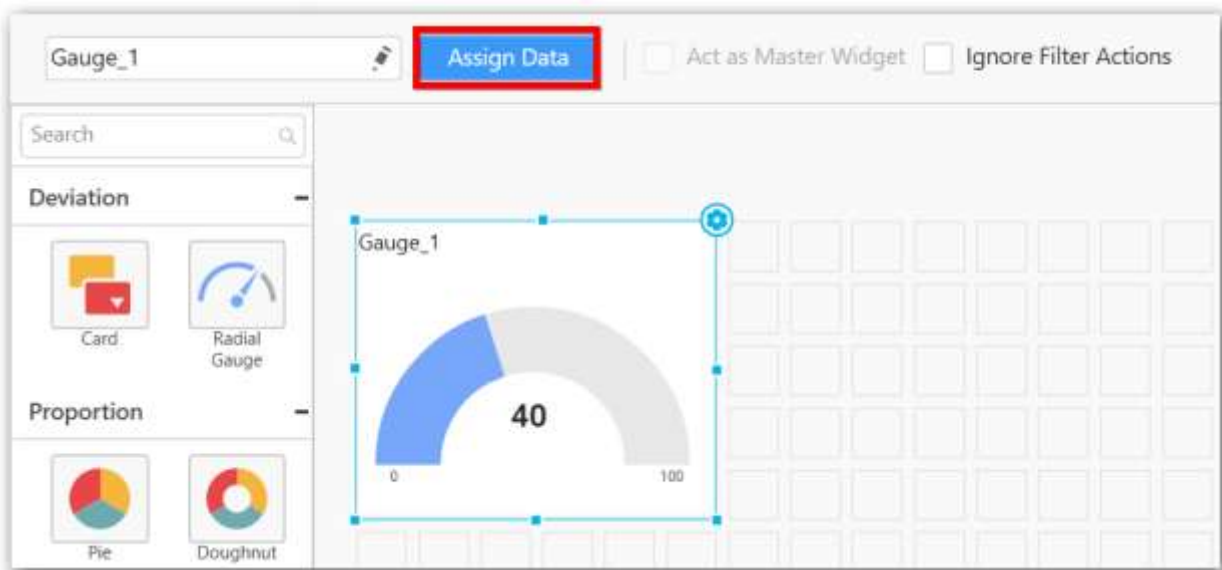 Gauge_1
Assign Data
Act as Master Widget
Ignore Filter Actions
Search
Deviation
Card
Radial
Gauge
Proportion
Pie
Doughnut
Gauge_1
40
0
100